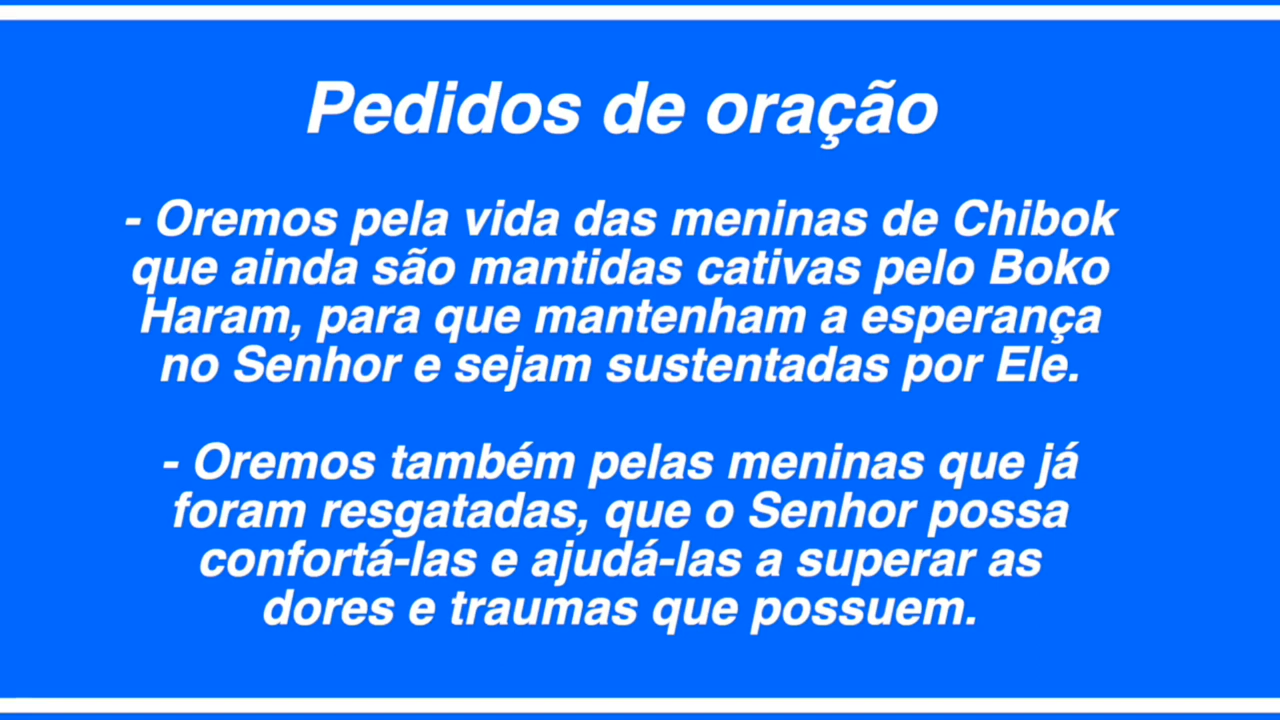 Pedidos de oração
- Oremos pela vida das meninas de Chibok
que ainda são mantidas cativas pelo Boko
Haram, para que mantenham a esperança
no Senhor e sejam sustentadas por Ele.
- Oremos também pelas meninas que já
foram resgatadas, que o Senhor possa
confortá-las e ajudá-las a superar as
dores e traumas que possuem.